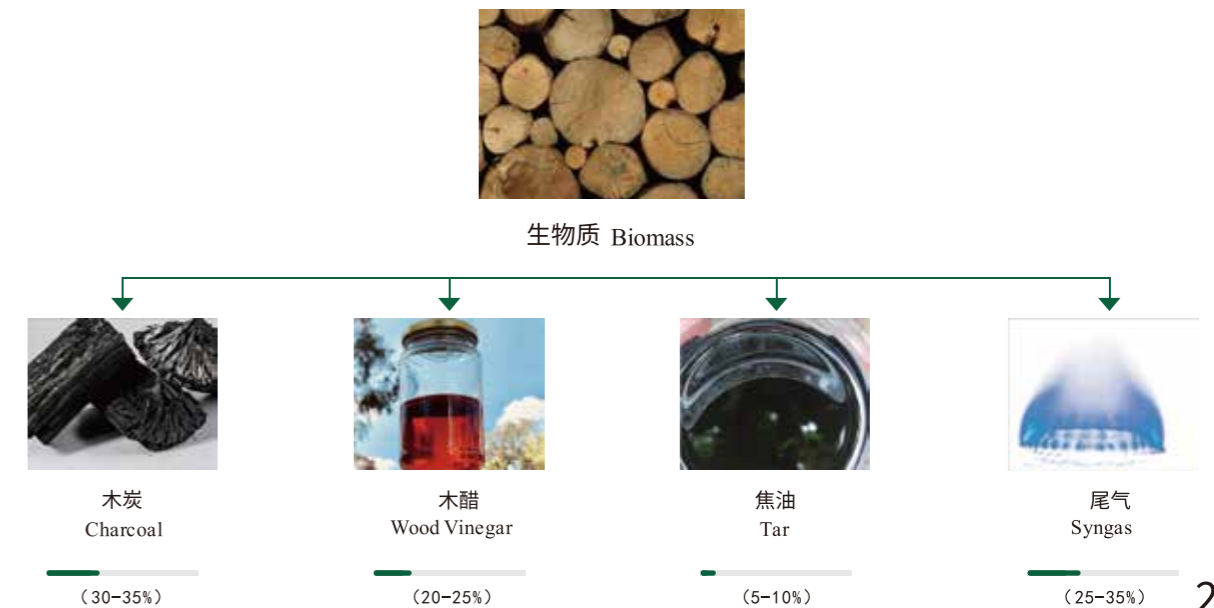 生物质 Biomass
木炭
Charcoal
(30-35%)
木醋
Wood Vinegar
(20-25%)
焦油
Tar
(5-10%)
尾气
Syngas
(25-35%)
2